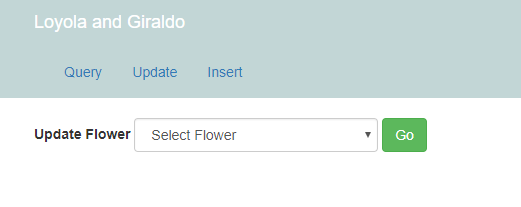 Loyola and Giraldo
Query Update Insert
Update Flower Select Flower Go